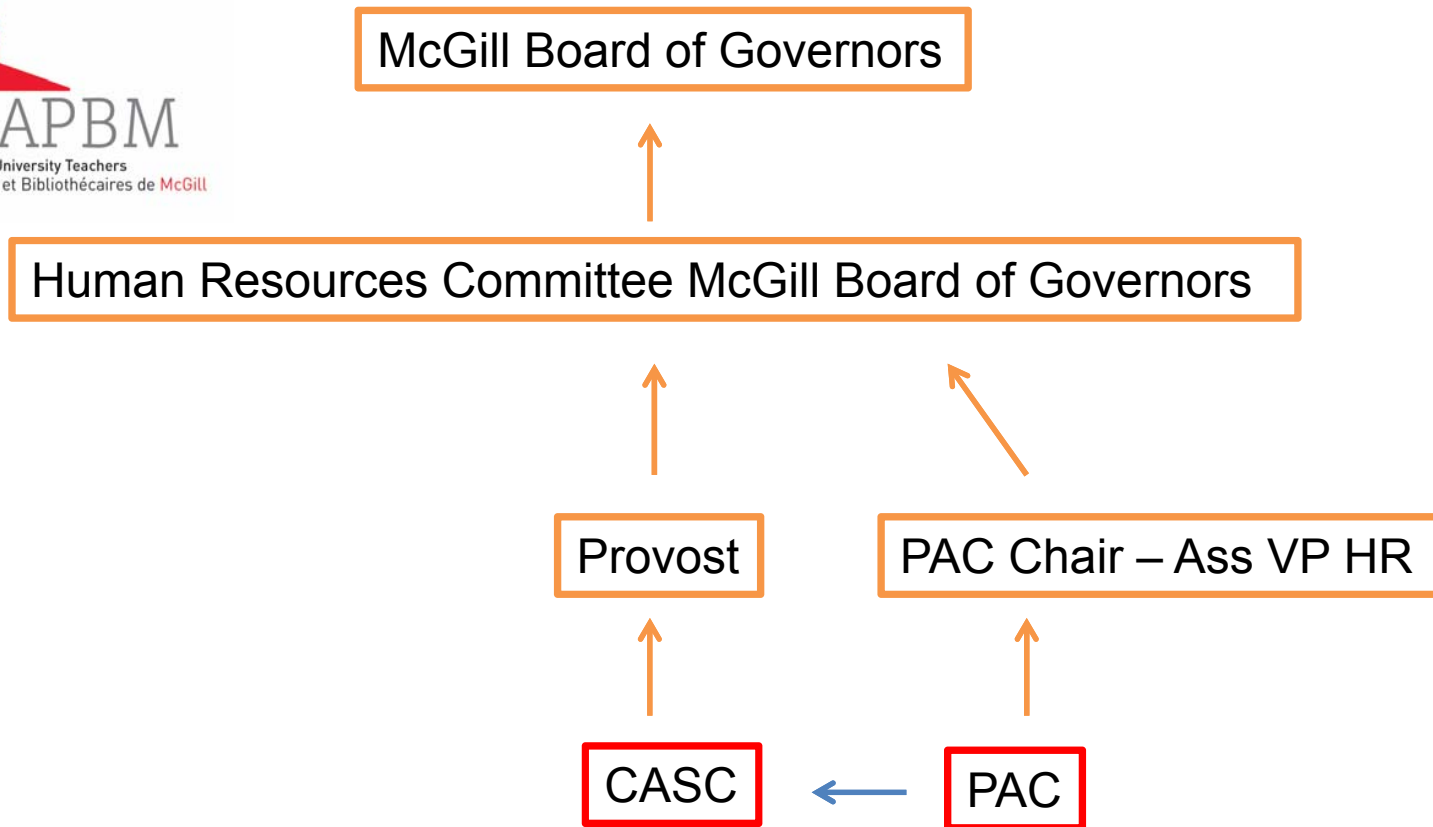 McGill Board of Governors
APBM
University Teachers
et Bibliothécaires de McGill
Human Resources Committee McGill Board of Governors
Provost
PAC Chair – Ass VP HR
CASC
PAC